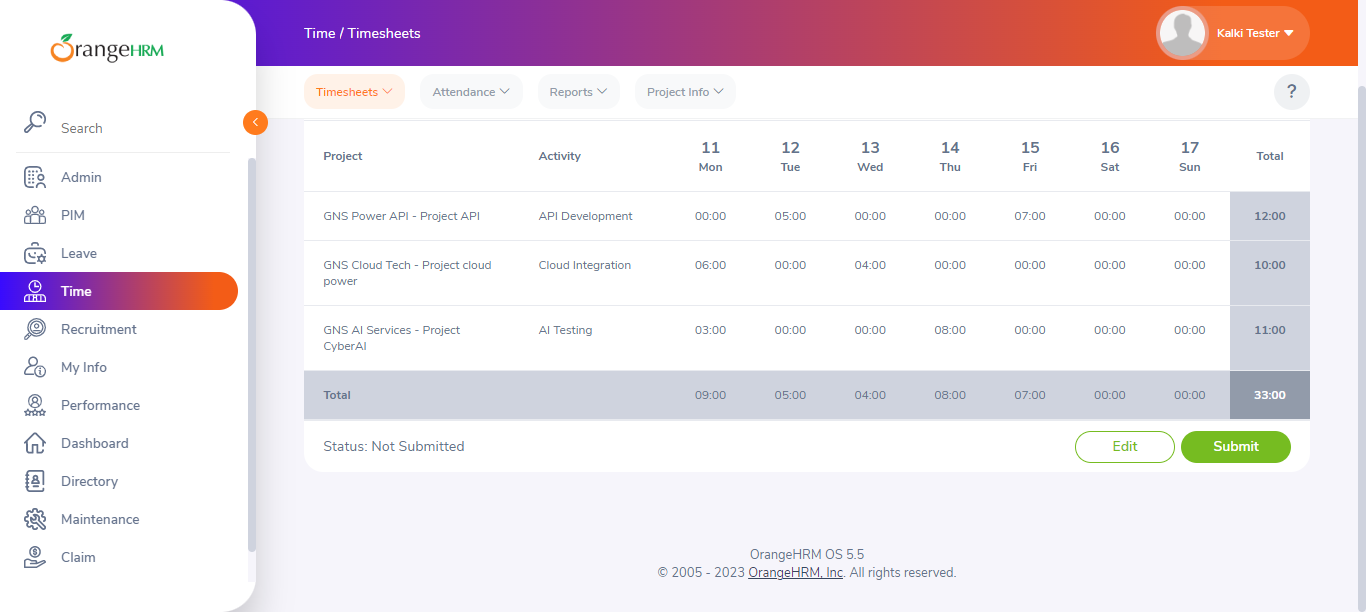 OrangeHRM
Time / Timesheets
Kalki Tester
Timesheets
Attendance
Reports
Project Info
?
Search
Admin
PIM
Leave
Time
Recruitment
My Info
Performance
Dashboard
Directory
Maintenance
Claim
Project Activity 11 Mon 12 Tue 13 Wed 14 Thu 15 Fri 16 Sat 17 Sun Total
GNS Power API - Project API API Development 00:00 05:00 00:00 00:00 07:00 00:00 00:00 12:00
GNS Cloud Tech - Project cloud Cloud Integration 06:00 00:00 04:00 00:00 00:00 00:00 00:00 10:00
power
GNS AI Services - Project AI Testing 03:00 00:00 00:00 08:00 00:00 00:00 00:00 11:00
CyberAI
Total 09:00 05:00 04:00 08:00 07:00 00:00 00:00 33:00
Status: Not Submitted Edit Submit
OrangeHRM OS 5.5
© 2005 - 2023 OrangeHRM, Inc. All rights reserved.